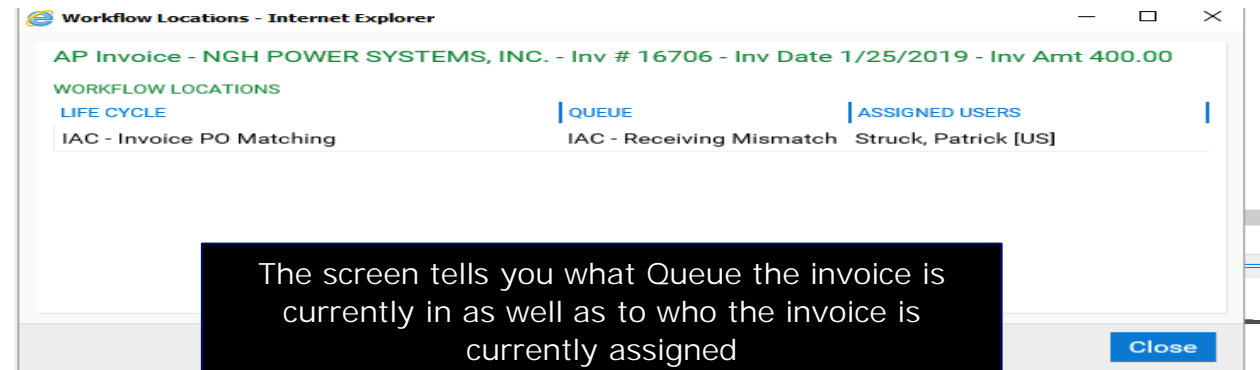 Workflow Locations - Internet Explorer
AP Invoice - NGH POWER SYSTEMS, INC. - Inv # 16706 - Inv Date 1/25/2019 - Inv Amt 400.00
WORKFLOW LOCATIONS
LIFE CYCLE QUEUE ASSIGNED USERS
IAC - Invoice PO Matching IAC - Receiving Mismatch Struck, Patrick [US]
The screen tells you what Queue the invoice is
currently in as well as to who the invoice is
currently assigned
Close